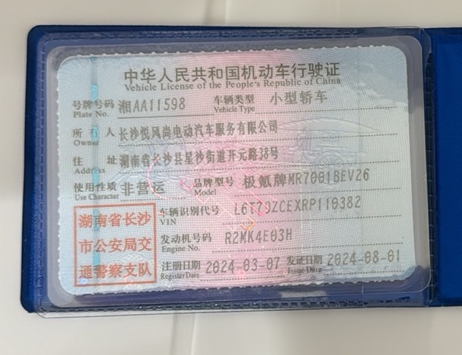 中华人民共和国机动车行驶证
Vehicle License of the People's Republic of China
号牌号码 湘AA11598 车辆类型 小型轿车
Plate No. Vehicle Type
所有人 长沙悦风尚电动汽车服务有限公司
Owner
住址 湖南省长沙县星沙街道开元路38号
Address
使用性质 非营运 品牌型号 极氪牌MR7001BEV26
Use Character Model
湖南省长沙
市公安局交
通警察支队
车辆识别代号 L6T79ZCEXRP110382
VIN
发动机号码 R2MK4E03H
Engine No.
注册日期 2024-03-07 发证日期 2024-08-01
Register Date Issue Date